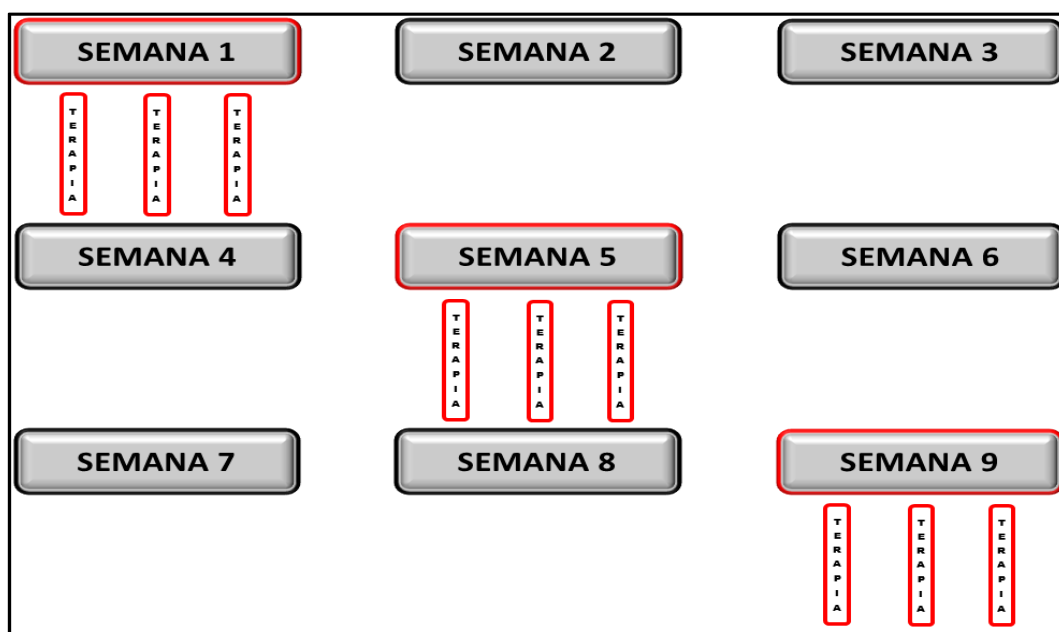 SEMANA 1 SEMANA 2 SEMANA 3
TERAPIA TERAPIA TERAPIA
SEMANA 4 SEMANA 5 SEMANA 6
TERAPIA TERAPIA TERAPIA
SEMANA 7 SEMANA 8 SEMANA 9
TERAPIA TERAPIA TERAPIA